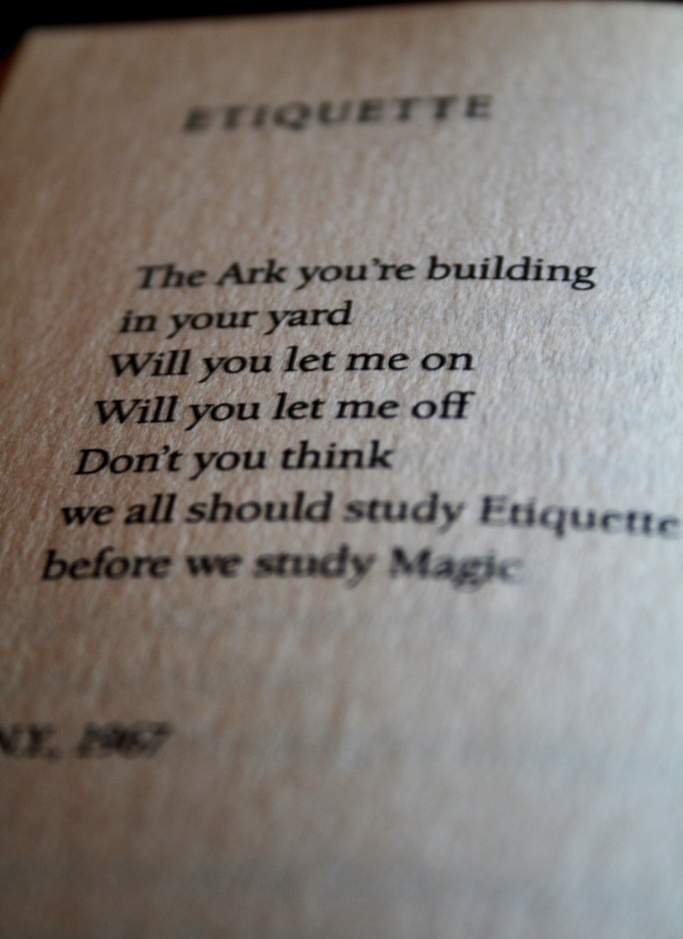 ETIQUETTE
The Ark you're building
in your yard
Will you let me on
Will you let me off
Don't you think
we all should study Etiquette
before we study Magic
NY, 1967